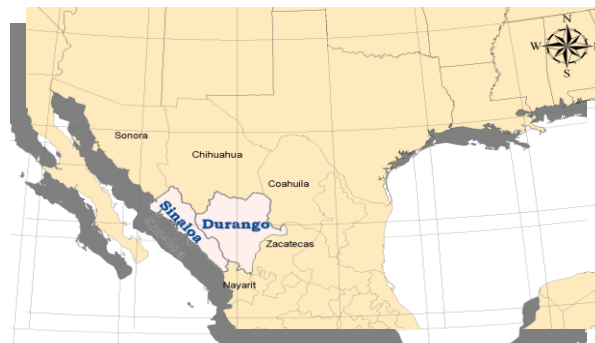 N
W
S
Sonora
Chihuahua
Coahuila
Sinaloa
Durango
Zacatecas
Nayarit